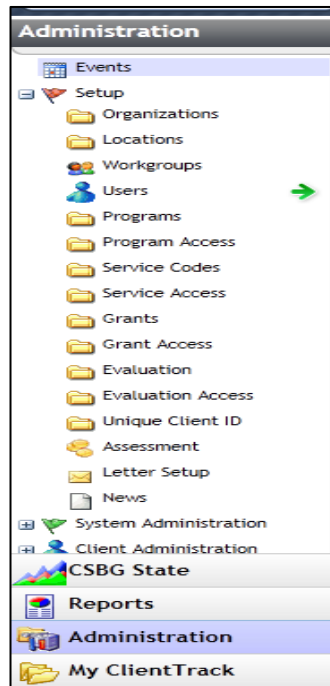 Administration
Events
Setup
Organizations
Locations
Workgroups
Users
Programs
Program Access
Service Codes
Service Access
Grants
Grant Access
Evaluation
Evaluation Access
Unique Client ID
Assessment
Letter Setup
News
System Administration
Client Administration
CSBG State
Reports
Administration
My ClientTrack